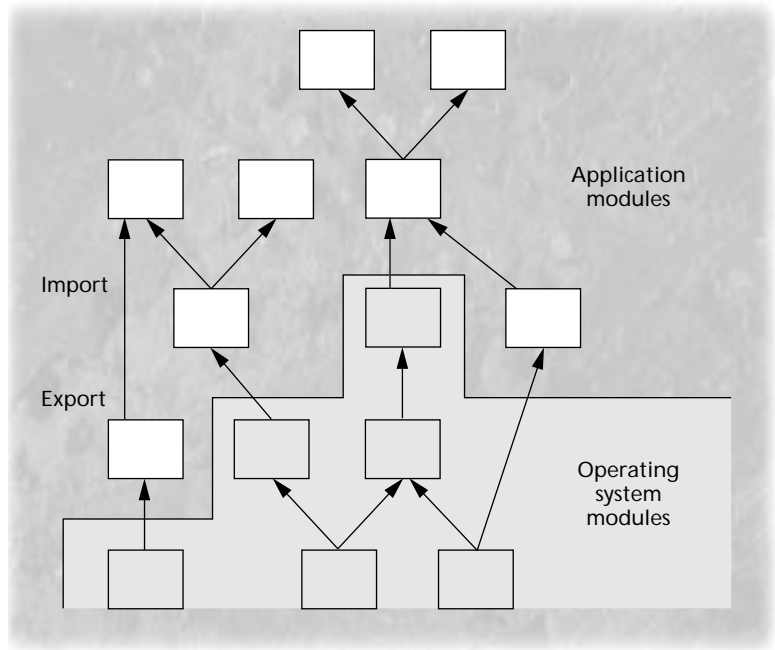 Application
modules
Import
Export
Operating
system
modules